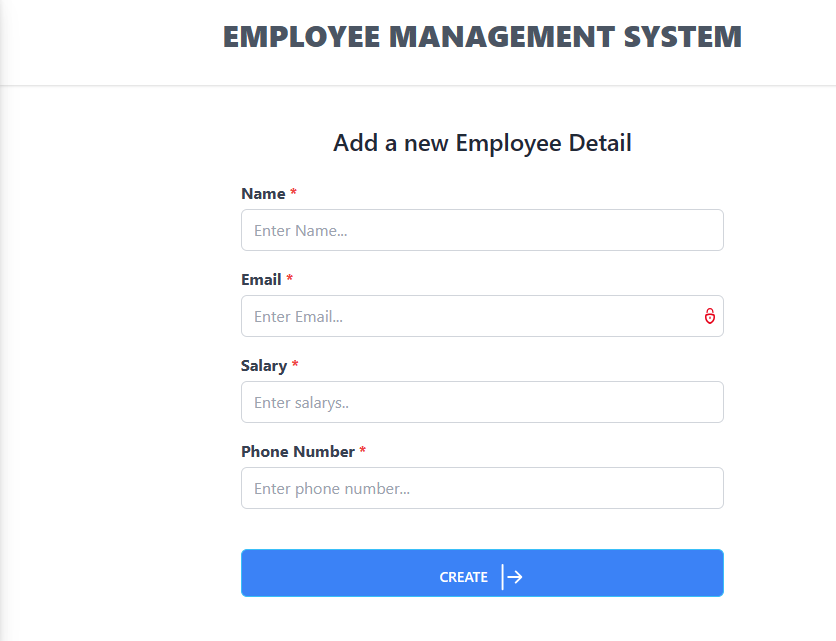 EMPLOYEE MANAGEMENT SYSTEM
Add a new Employee Detail
Name *
Enter Name...
Email *
Enter Email...
Salary *
Enter salarys..
Phone Number *
Enter phone number...
CREATE